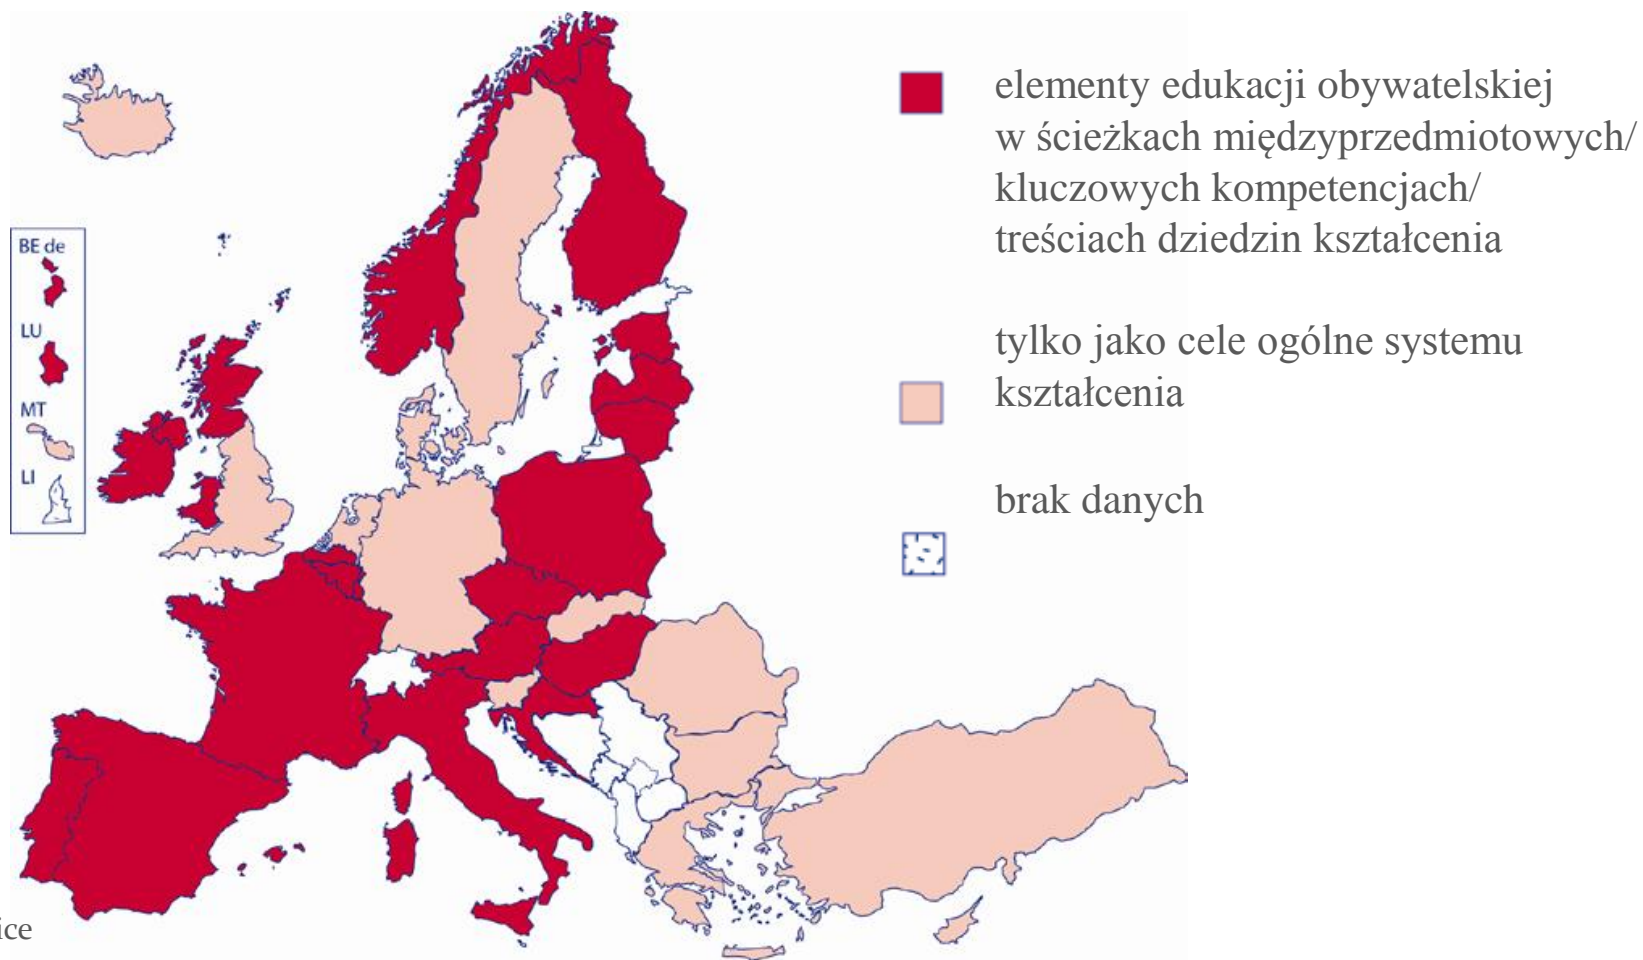 elementy edukacji obywatelskiej
w ścieżkach międzyprzedmiotowych/
kluczowych kompetencjach/
treściach dziedzin kształcenia
tylko jako cele ogólne systemu
kształcenia
brak danych
BE de
LU
MT
LI
ice